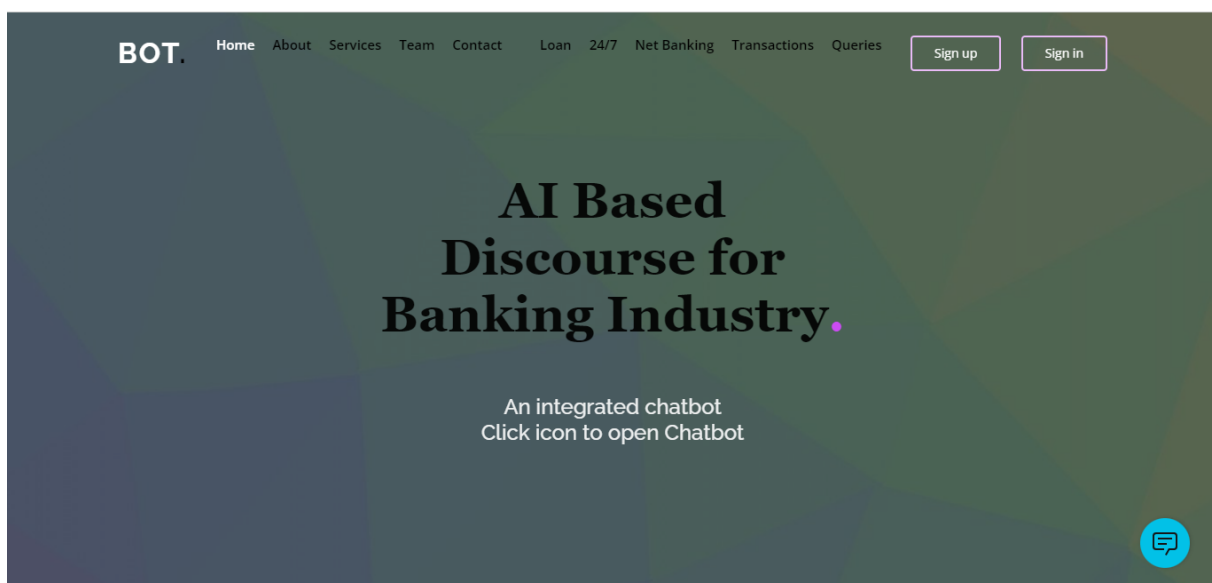 BOT. Home About Services Team Contact Loan 24/7 Net Banking Transactions Queries Sign up Sign in
AI Based
Discourse for
Banking Industry.
An integrated chatbot
Click icon to open Chatbot